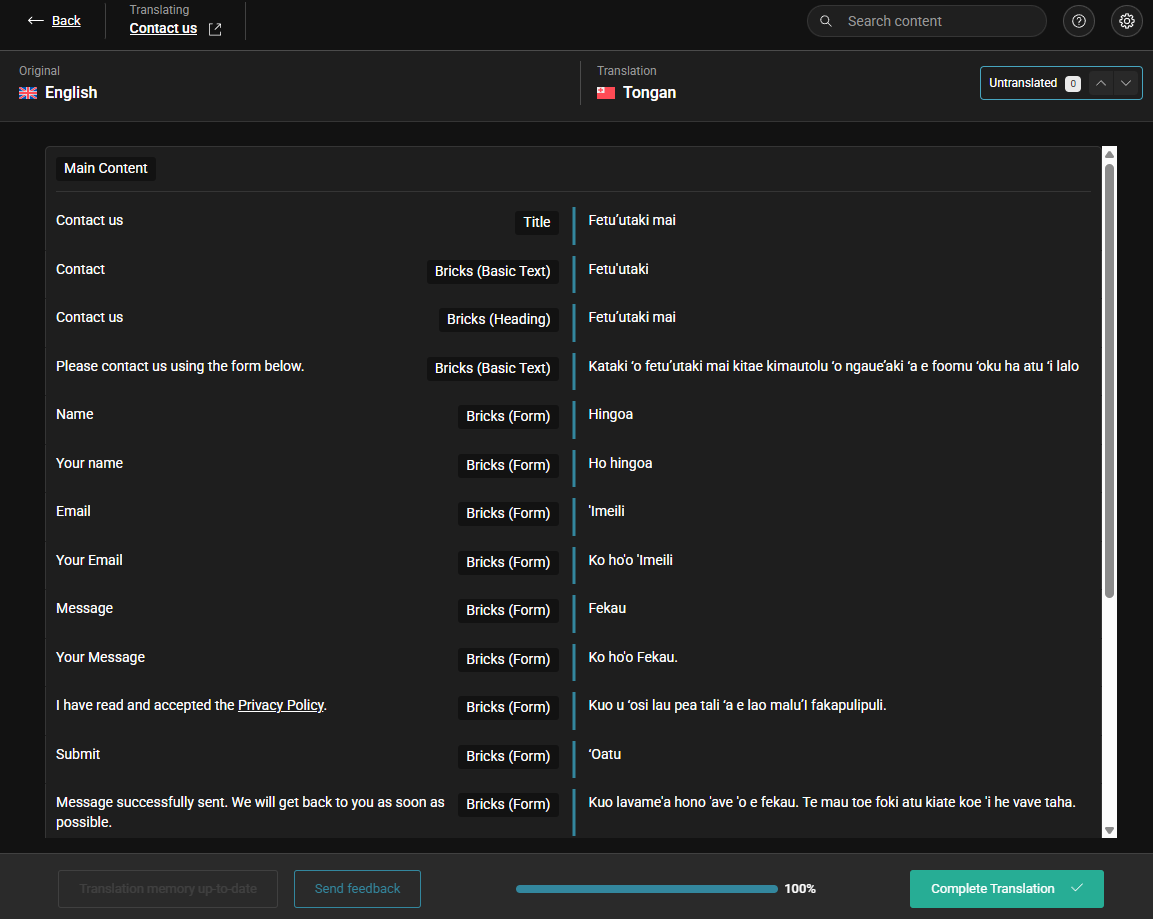 Back
Translating
Contact us
Search content
Original
English
Translation
Tongan
Untranslated 0
Main Content
Contact us Title Fetu’utaki mai
Contact Bricks (Basic Text) Fetu'utaki
Contact us Bricks (Heading) Fetu’utaki mai
Please contact us using the form below. Bricks (Basic Text) Kataki ‘o fetu’utaki mai kitae kimautolu ‘o ngaue’aki ‘a e foomu ‘oku ha atu ‘i lalo
Name Bricks (Form) Hingoa
Your name Bricks (Form) Ho hingoa
Email Bricks (Form) 'Imeili
Your Email Bricks (Form) Ko ho'o 'Imeili
Message Bricks (Form) Fekau
Your Message Bricks (Form) Ko ho'o Fekau.
I have read and accepted the Privacy Policy. Bricks (Form) Kuo u ‘osi lau pea tali ‘a e lao malu’I fakapulipuli.
Submit Bricks (Form) ‘Oatu
Message successfully sent. We will get back to you as soon as Bricks (Form) Kuo lavame'a hono 'ave 'o e fekau. Te mau toe foki atu kiate koe 'i he vave taha.
possible.
Translation memory up-to-date
Send feedback
100%
Complete Translation